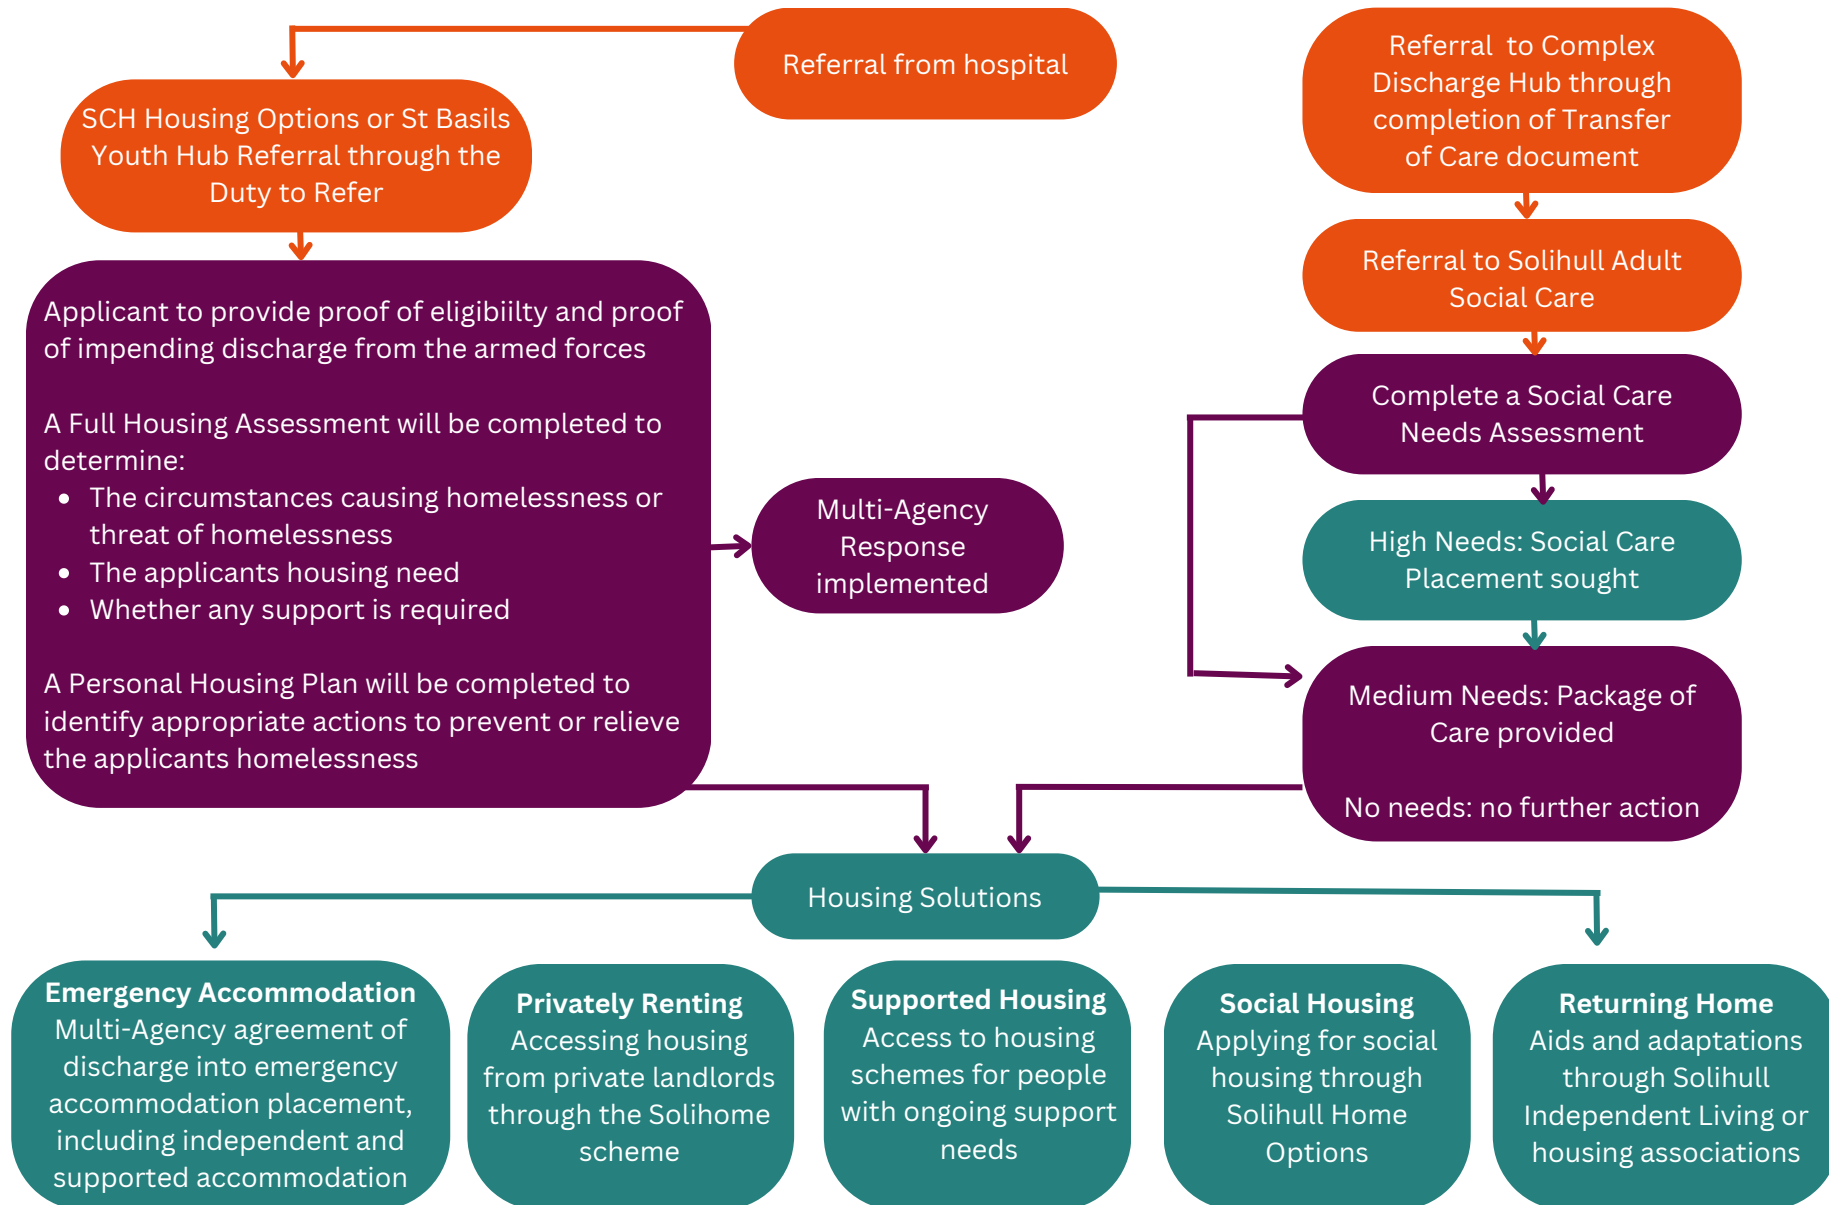 Referral from hospital
SCH Housing Options or St Basils
Youth Hub Referral through the
Duty to Refer
Applicant to provide proof of eligibiilty and proof
of impending discharge from the armed forces
A Full Housing Assessment will be completed to
determine:
• The circumstances causing homelessness or
threat of homelessness
• The applicants housing need
• Whether any support is required
A Personal Housing Plan will be completed to
identify appropriate actions to prevent or relieve
the applicants homelessness
Multi-Agency
Response
implemented
Referral to Complex
Discharge Hub through
completion of Transfer
of Care document
Referral to Solihull Adult
Social Care
Complete a Social Care
Needs Assessment
High Needs: Social Care
Placement sought
Medium Needs: Package of
Care provided
No needs: no further action
Housing Solutions
Emergency Accommodation
Multi-Agency agreement of
discharge into emergency
accommodation placement,
including independent and
supported accommodation
Privately Renting
Accessing housing
from private landlords
through the Solihome
scheme
Supported Housing
Access to housing
schemes for people
with ongoing support
needs
Social Housing
Applying for social
housing through
Solihull Home
Options
Returning Home
Aids and adaptations
through Solihull
Independent Living or
housing associations